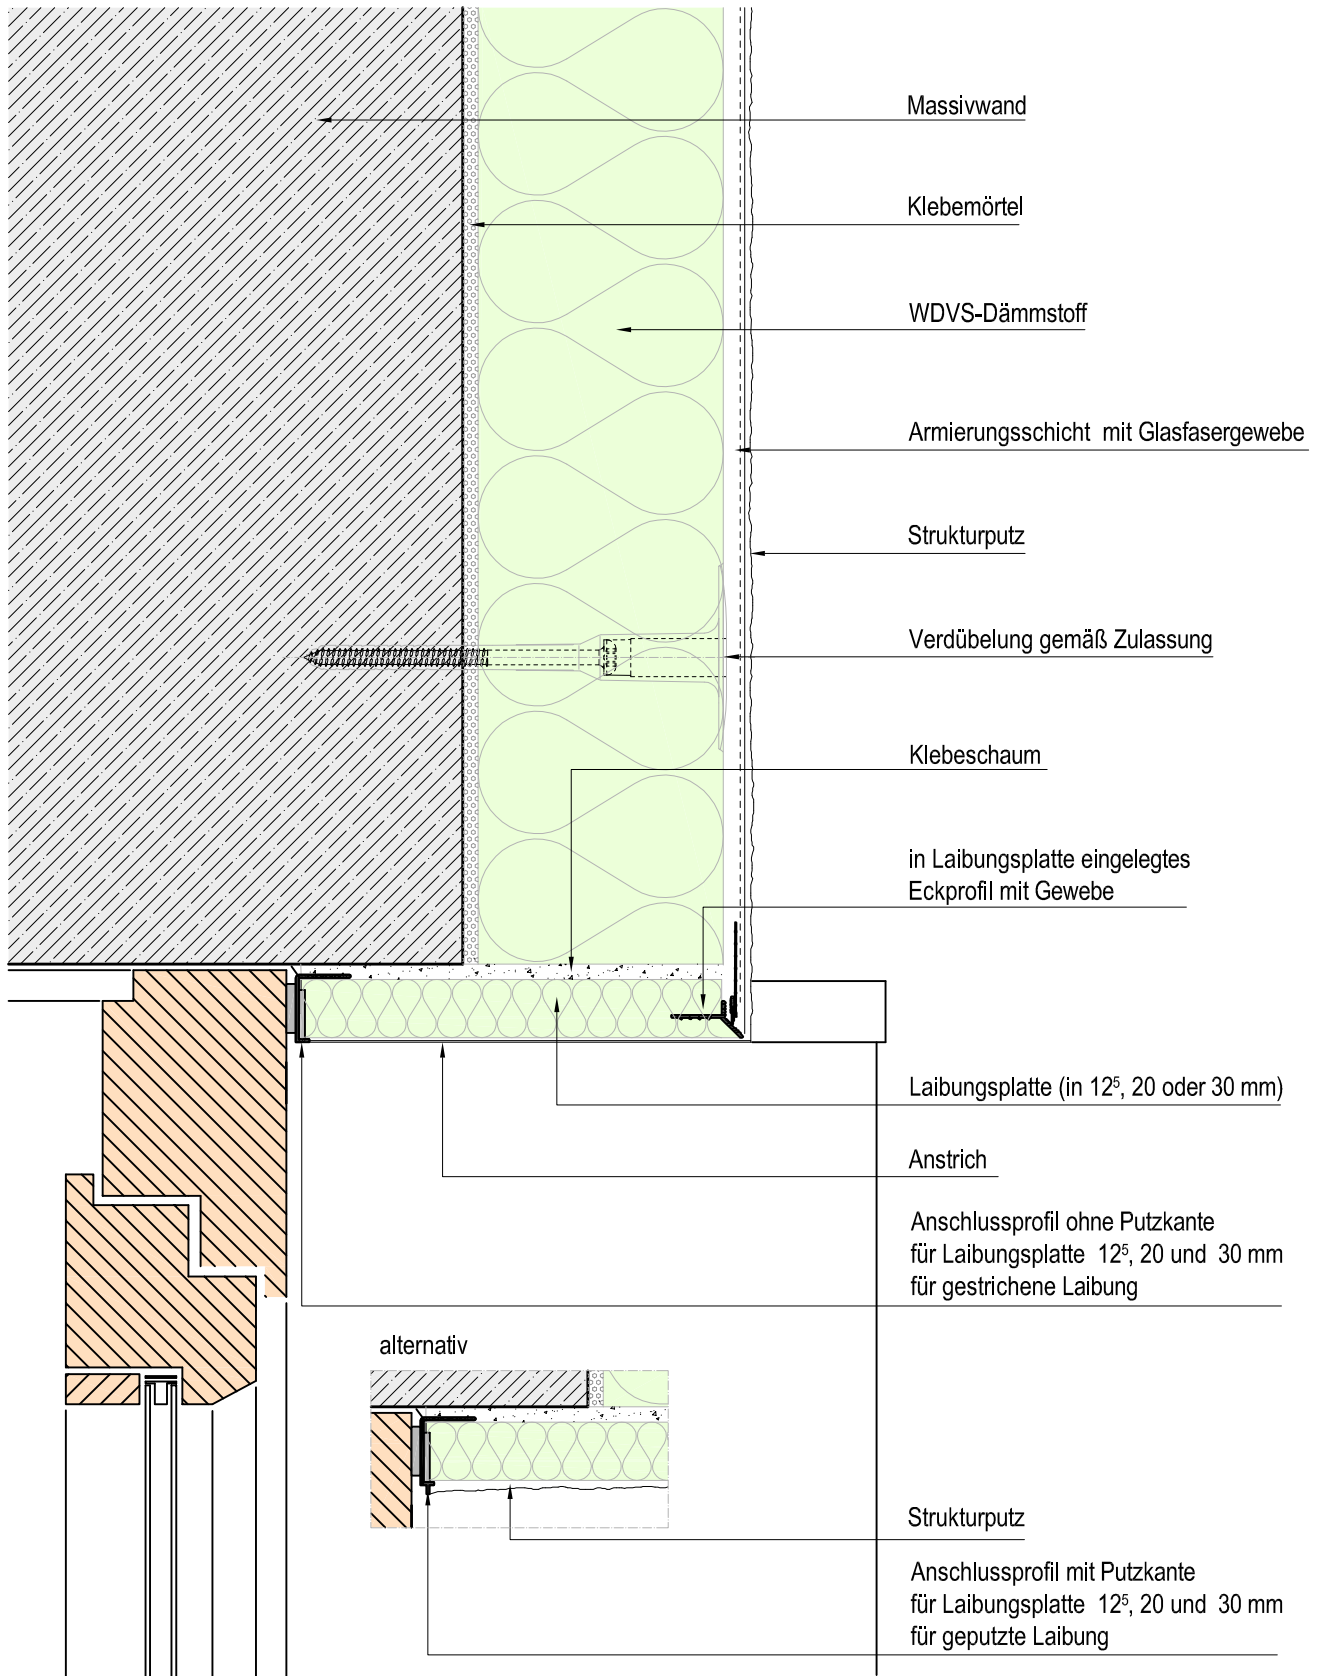 Massivwand
Klebemörtel
WDVS-Dämmstoff
Armierungsschicht mit Glasfasergewebe
Strukturputz
Verdübelung gemäß Zulassung
Klebeschaum
in Laibungsplatte eingelegtes
Eckprofil mit Gewebe
Laibungsplatte (in 12⁵, 20 oder 30 mm)
Anstrich
Anschlussprofil ohne Putzkante
für Laibungsplatte 12⁵, 20 und 30 mm
für gestrichene Laibung
alternativ
Strukturputz
Anschlussprofil mit Putzkante
für Laibungsplatte 12⁵, 20 und 30 mm
für geputzte Laibung